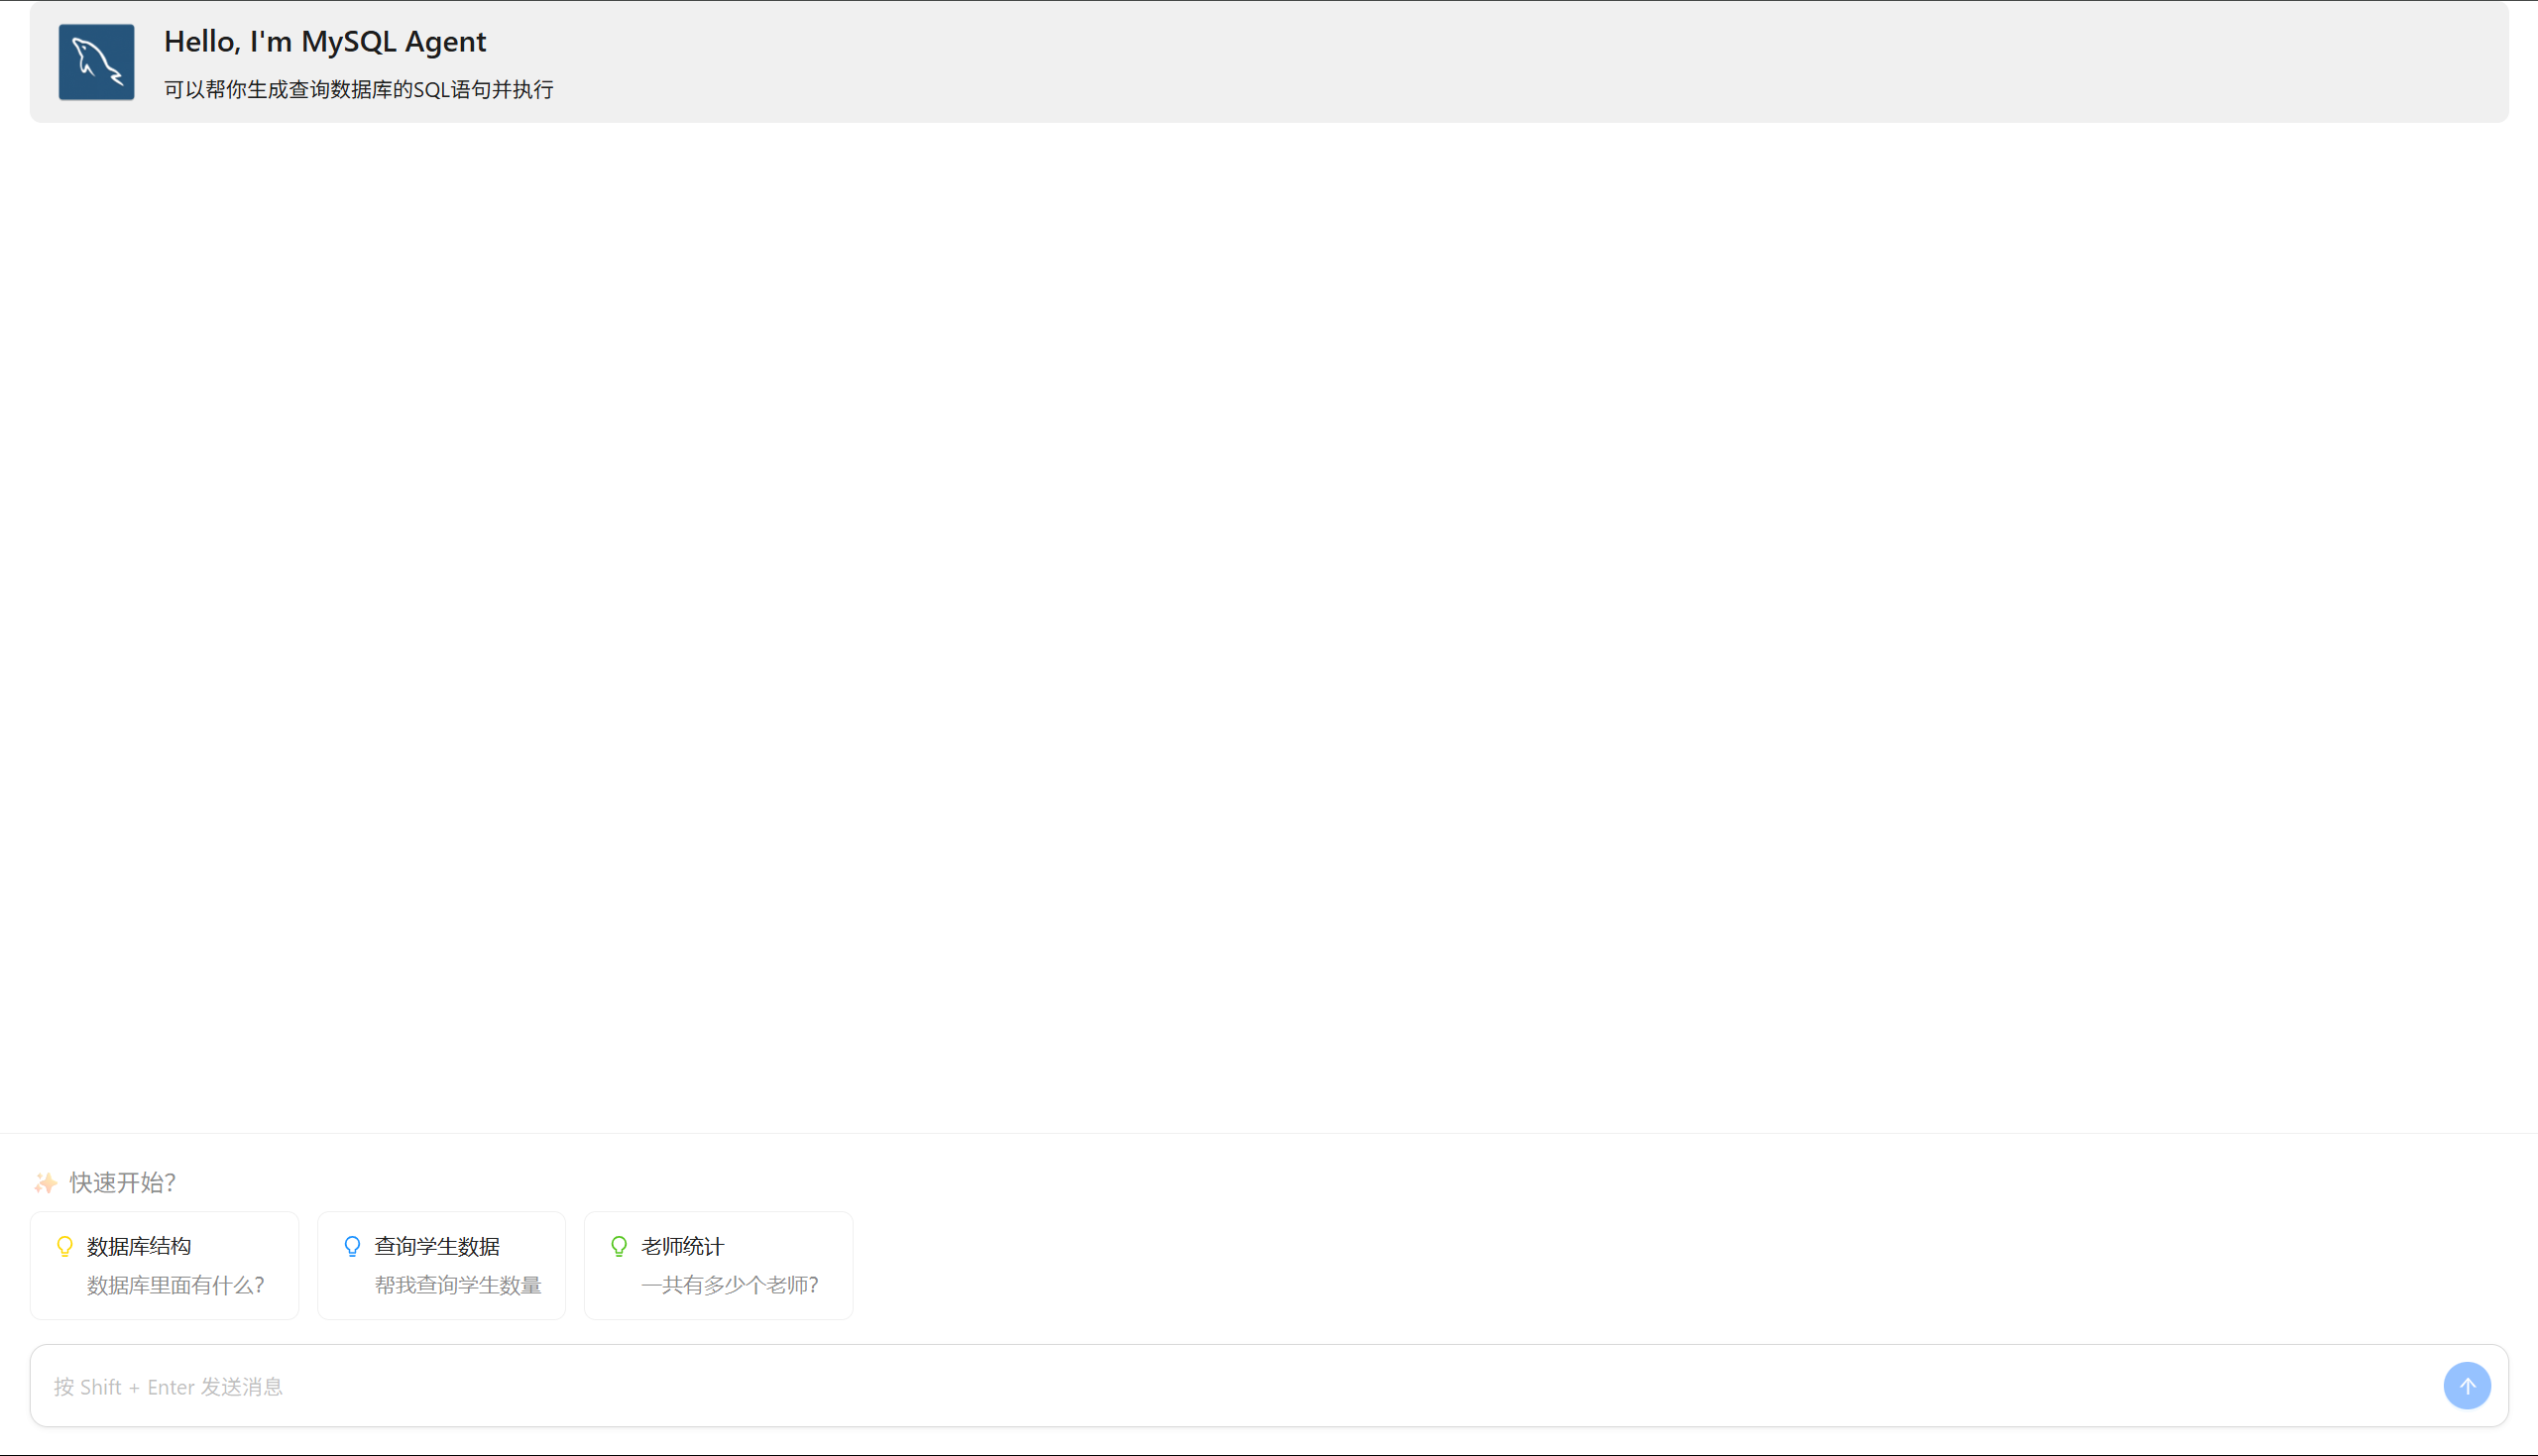 Hello, I'm MySQL Agent
可以帮你生成查询数据库的SQL语句并执行
✨ 快速开始?
数据库结构
数据库里面有什么?
查询学生数据
帮我查询学生数量
老师统计
一共有多少个老师?
按 Shift + Enter 发送消息